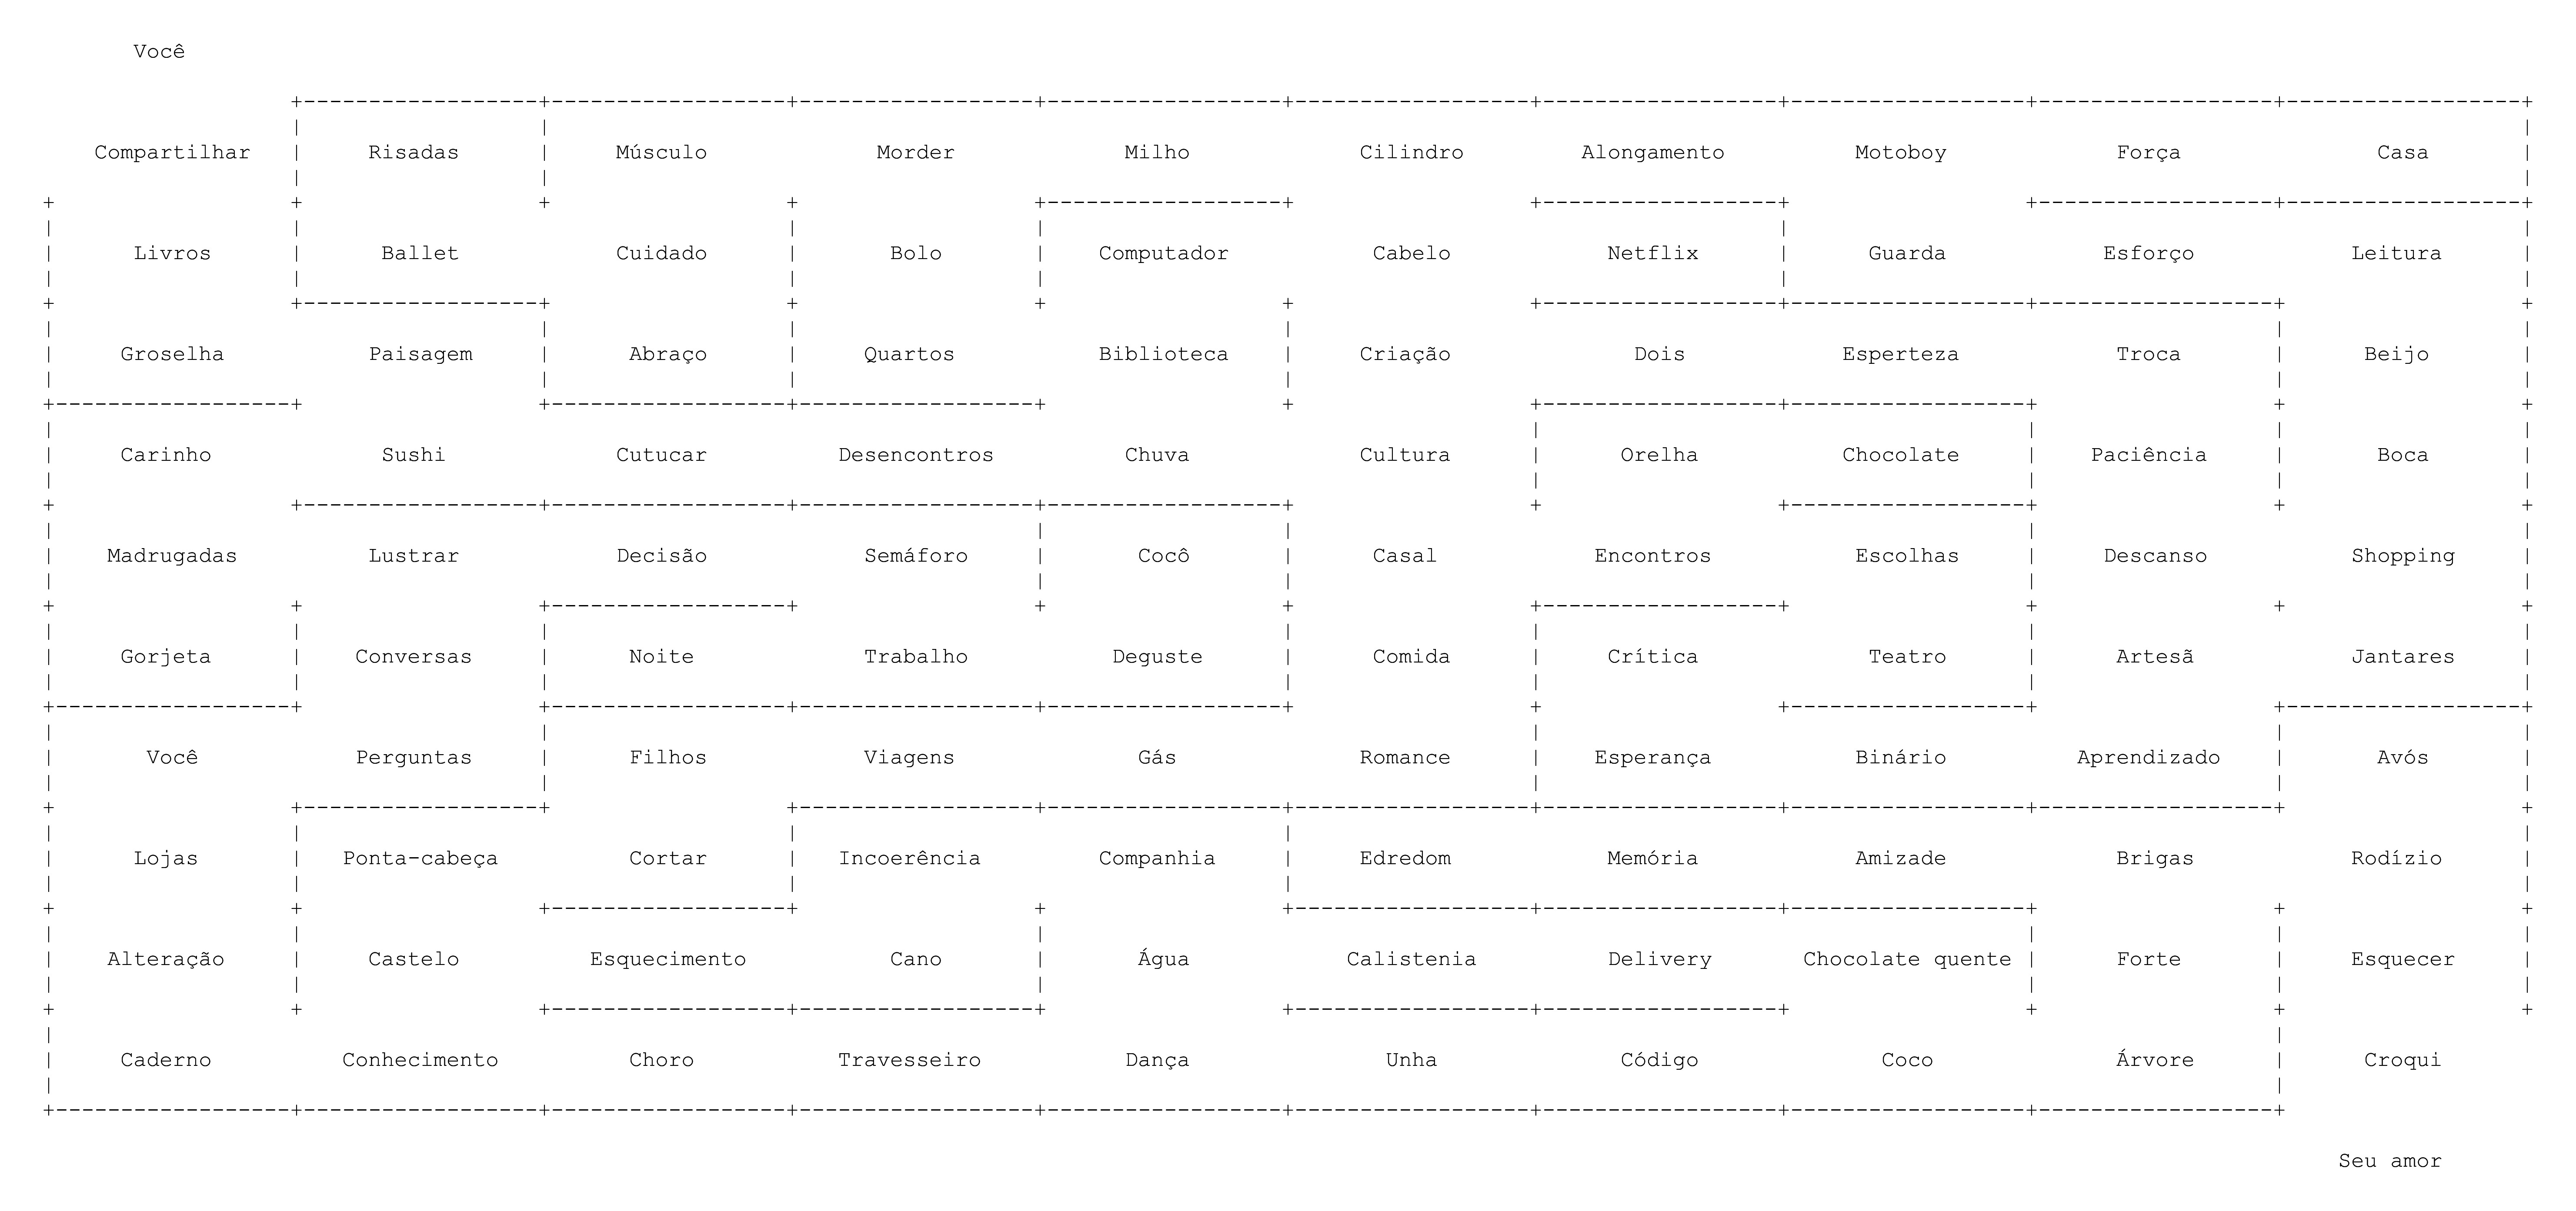 Você
Compartilhar Risadas Músculo Morder Milho Cilindro Alongamento Motoboy Força Casa
Livros Ballet Cuidado Bolo Computador Cabelo Netflix Guarda Esforço Leitura
Groselha Paisagem Abraço Quartos Biblioteca Criação Dois Esperteza Troca Beijo
Carinho Sushi Cutucar Desencontros Chuva Cultura Orelha Chocolate Paciência Boca
Madrugadas Lustrar Decisão Semáforo Cocô Casal Encontros Escolhas Descanso Shopping
Gorjeta Conversas Noite Trabalho Deguste Comida Crítica Teatro Artesã Jantares
Você Perguntas Filhos Viagens Gás Romance Esperança Binário Aprendizado Avós
Lojas Ponta-cabeça Cortar Incoerência Companhia Edredom Memória Amizade Brigas Rodízio
Alteração Castelo Esquecimento Cano Água Calistenia Delivery Chocolate quente Forte Esquecer
Caderno Conhecimento Choro Travesseiro Dança Unha Código Coco Árvore Croqui
Seu amor